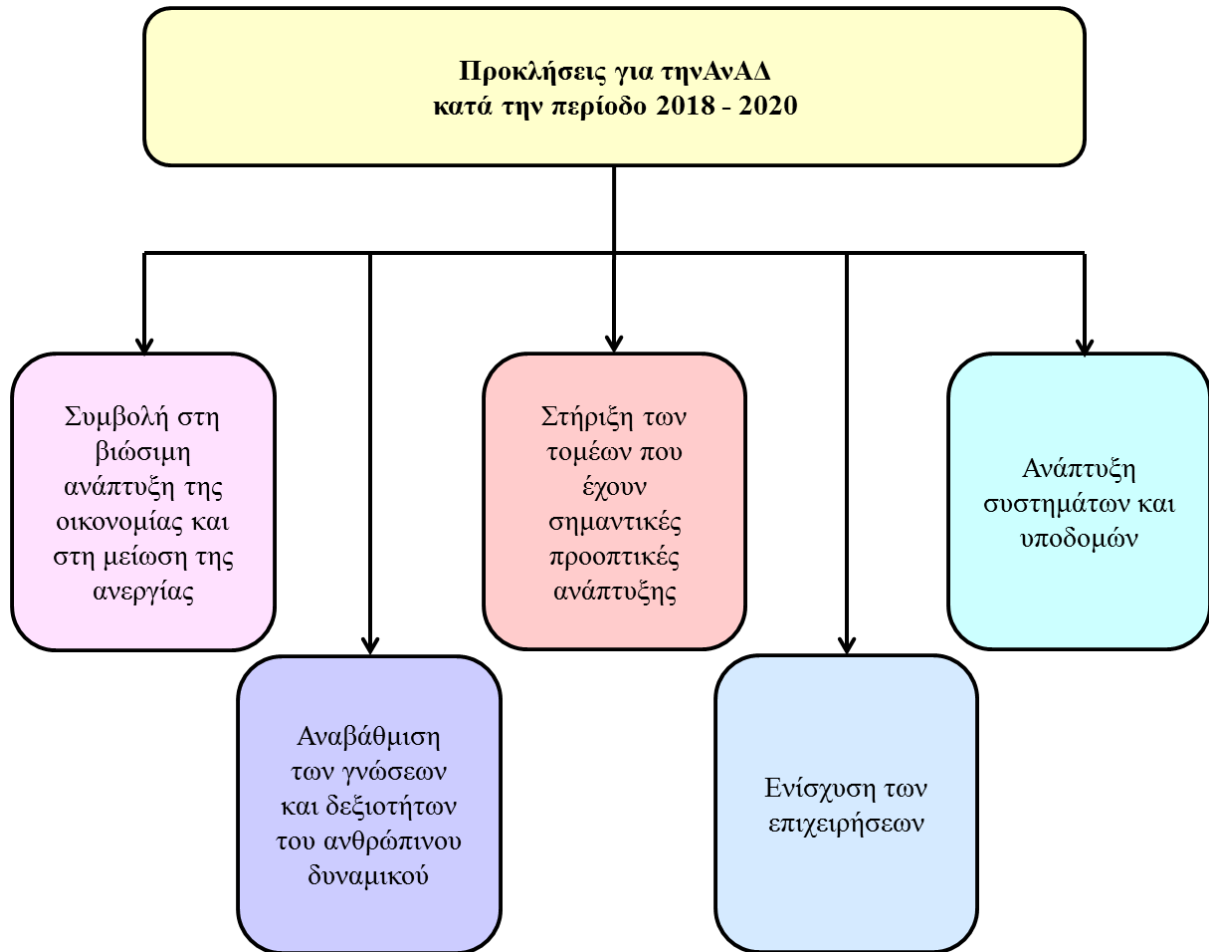 Προκλήσεις για τηνΑνΑΔ
κατά την περίοδο 2018 - 2020
Συμβολή στη
βιώσιμη
ανάπτυξη της
οικονομίας και
στη μείωση της
ανεργίας
Αναβάθμιση
των γνώσεων
και δεξιοτήτων
του ανθρώπινου
δυναμικού
Στήριξη των
τομέων που
έχουν
σημαντικές
προοπτικές
ανάπτυξης
Ενίσχυση των
επιχειρήσεων
Ανάπτυξη
συστημάτων και
υποδομών